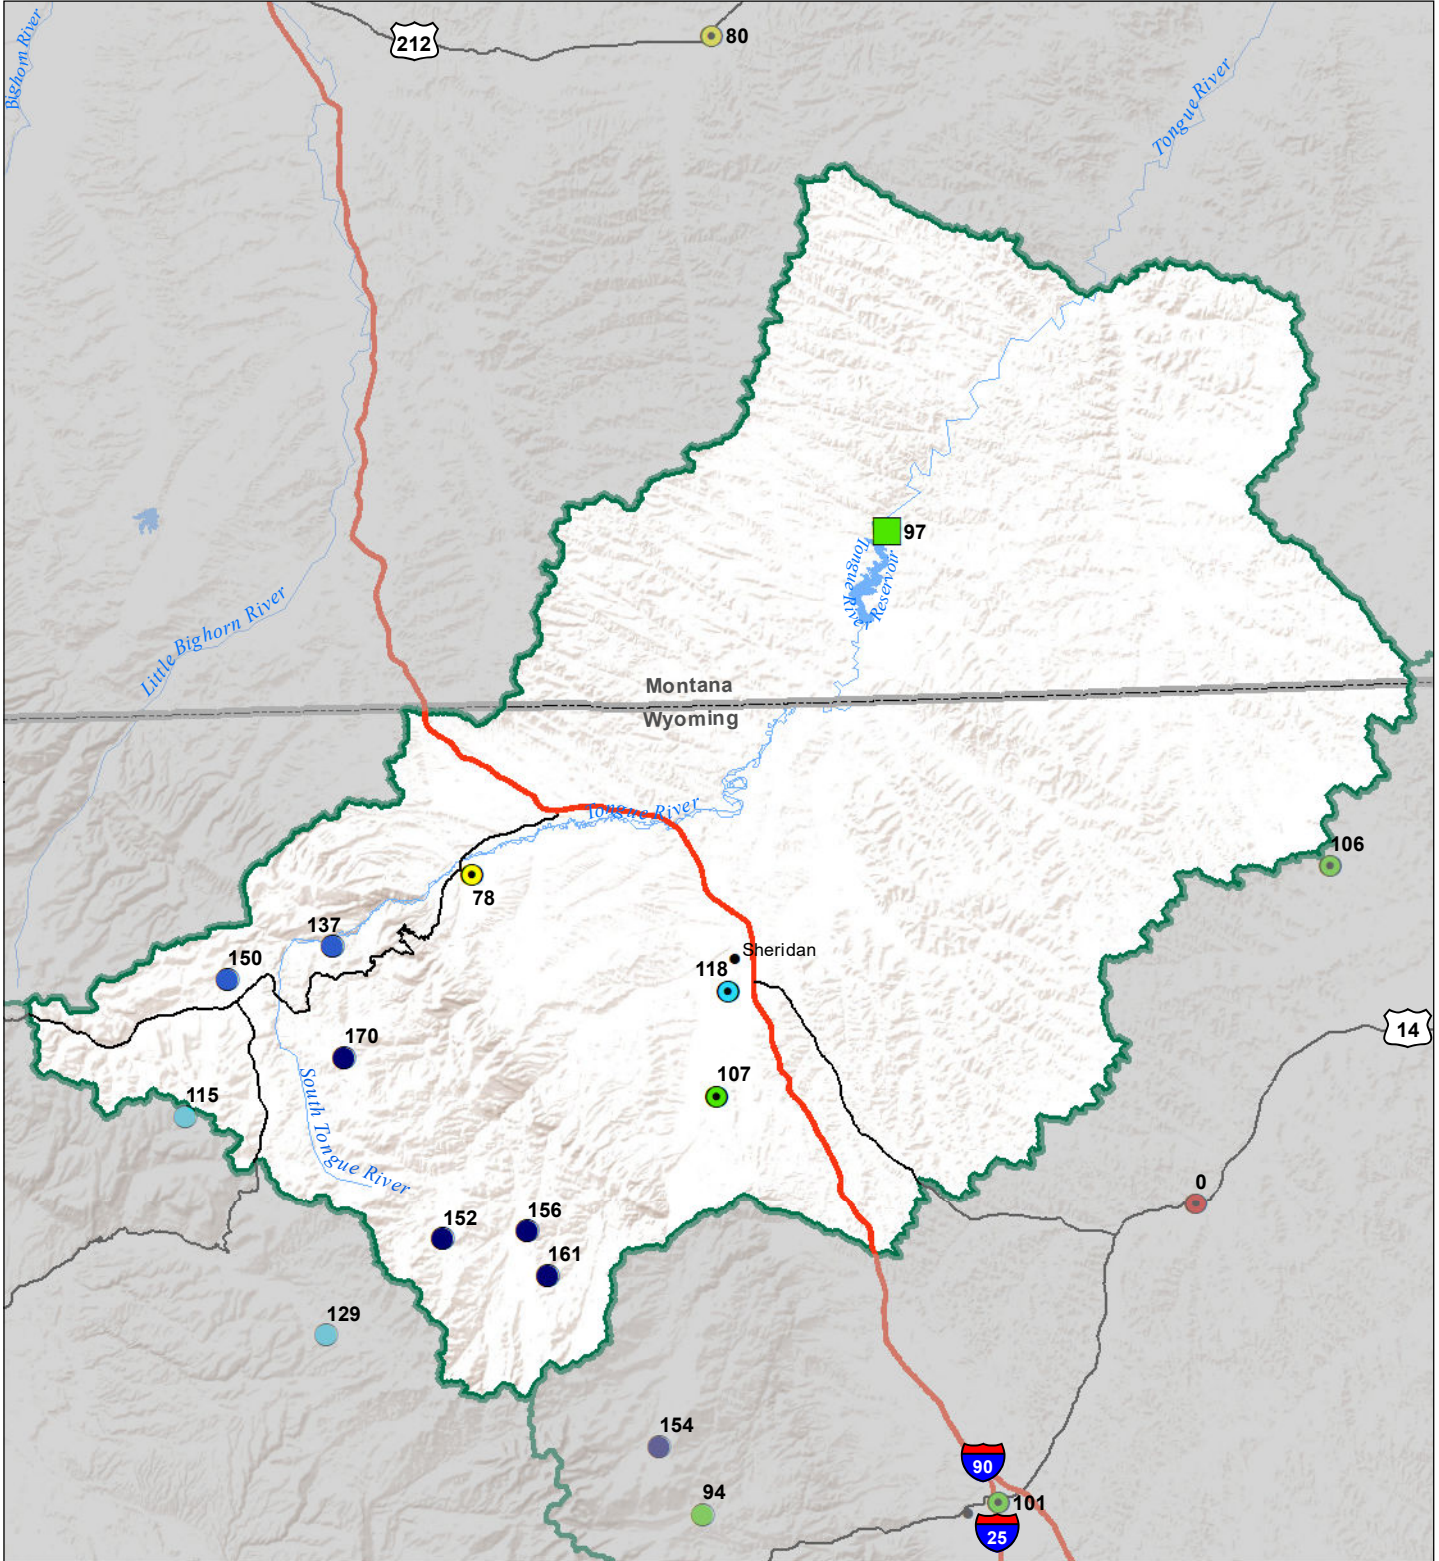 Bighorn River
212
80
Tongue River
97
Tongue River
Reservoir
Little Bighorn River
Montana
Wyoming
Tongue River
106
78
137
Sheridan
150
118
14
170
107
115
South Tongue River
0
152
156
161
129
154
90
94
101
25